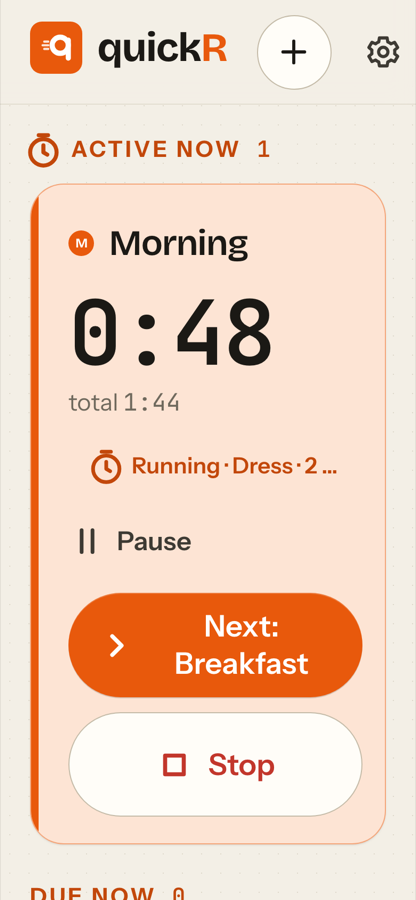 quickR
ACTIVE NOW 1
M Morning
0:48
total 1:44
Running·Dress·2 ...
Pause
Next:
Breakfast
Stop
DUE NOW 0